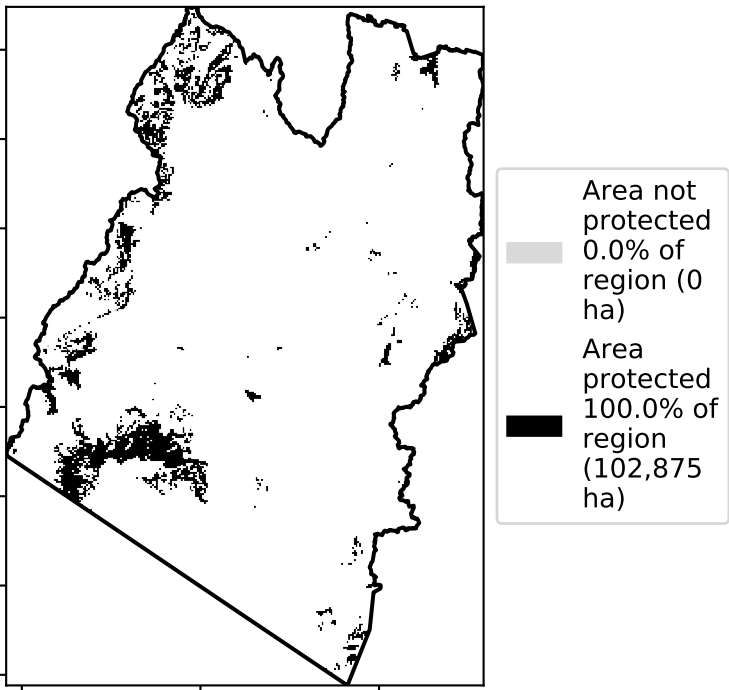 Area not
protected
0.0% of
region (0
ha)
Area
protected
100.0% of
region
(102,875
ha)